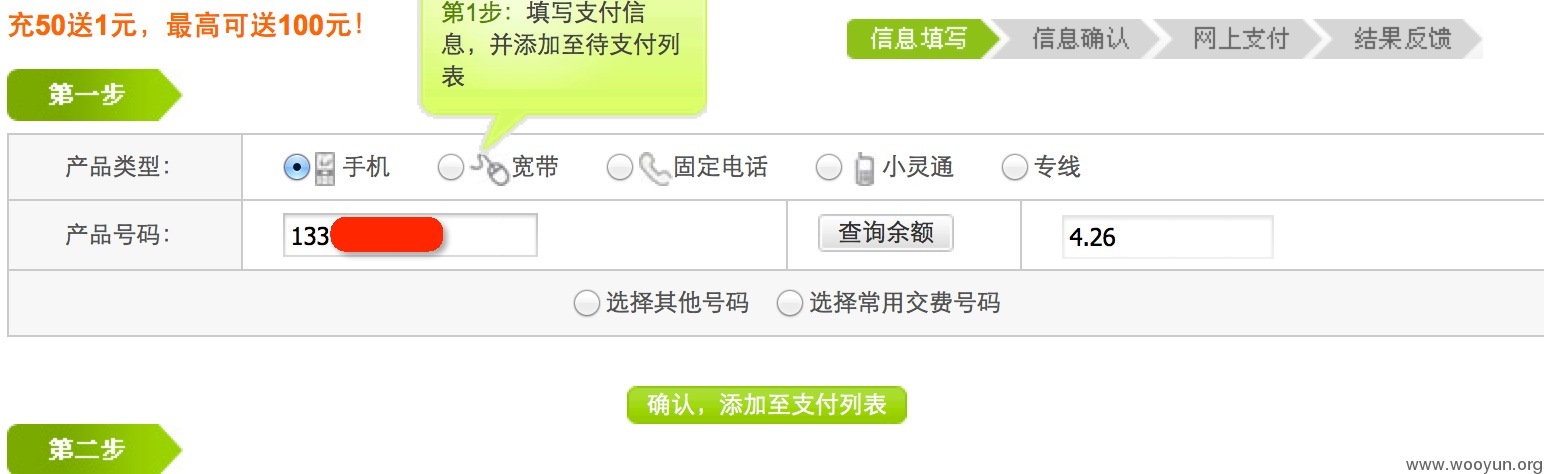 充50送1元，最高可送100元！
第1步：填写支付信
息，并添加至待支付列
表
信息填写 信息确认 网上支付 结果反馈
第一步
产品类型： 手机 宽带 固定电话 小灵通 专线
产品号码： 133 查询余额 4.26
选择其他号码 选择常用交费号码
确认，添加至支付列表
第二步
www.wooyun.org